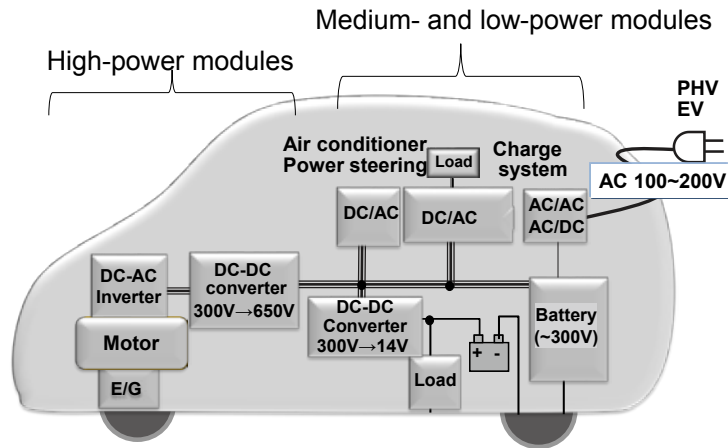 Medium- and low-power modules
High-power modules
PHV
EV
Air conditioner
Power steering
Load
Charge
system
AC 100~200V
DC/AC
DC/AC
AC/AC
AC/DC
DC-AC
Inverter
DC-DC
converter
300V→650V
DC-DC
Converter
300V→14V
Battery
(~300V)
Motor
+ -
Load
E/G